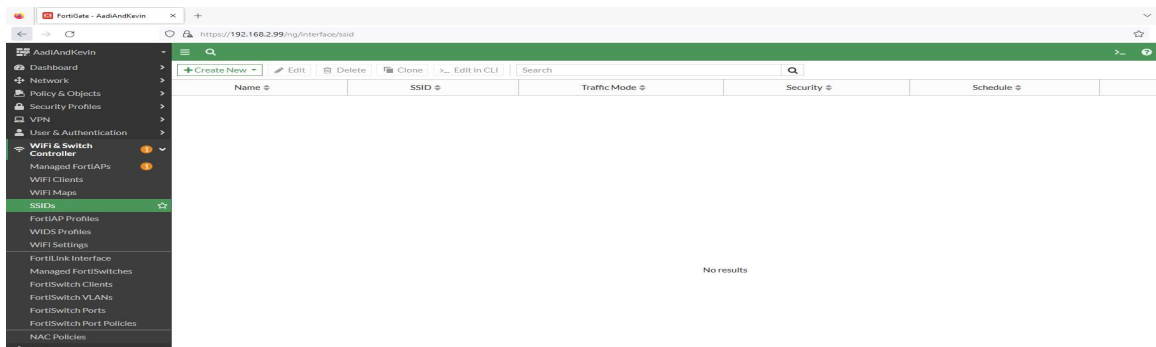 FortiGate - AadiAndKevin
https://192.168.2.99/ng/interface/ssid
AadiAndKevin
Dashboard
Network
Policy & Objects
Security Profiles
VPN
User & Authentication
WiFi & Switch
Controller
1
Managed FortiAPs
1
WiFi Clients
WiFi Maps
SSIDs
FortiAP Profiles
WIDS Profiles
WiFi Settings
FortiLink Interface
Managed FortiSwitches
FortiSwitch Clients
FortiSwitch VLANs
FortiSwitch Ports
FortiSwitch Port Policies
NAC Policies
+Create New Edit Delete Clone >_ Edit in CLI Search
Name SSID Traffic Mode Security Schedule
No results